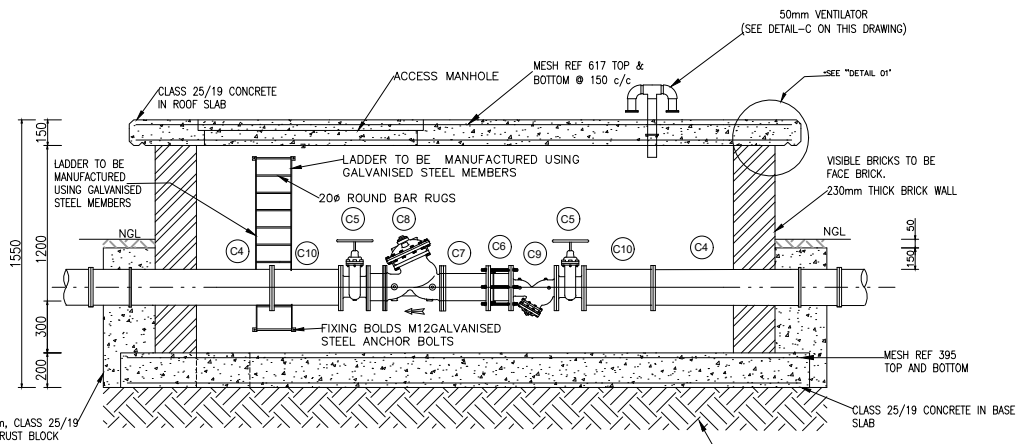 50mm VENTILATOR
(SEE DETAIL-C ON THIS DRAWING)
MESH REF 617 TOP &
BOTTOM @ 150 c/c
SEE "DETAIL 01"
ACCESS MANHOLE
CLASS 25/19 CONCRETE
IN ROOF SLAB
150
LADDER TO BE
MANUFACTURED
USING GALVANISED
STEEL MEMBERS
LADDER TO BE MANUFACTURED USING
GALVANISED STEEL MEMBERS
20ø ROUND BAR RUGS
VISIBLE BRICKS TO BE
FACE BRICK.
230mm THICK BRICK WALL
NGL
NGL
50
150
1550
1200
300
200
C4
C10
C5
C8
C7
C6
C9
C5
C10
C4
FIXING BOLDS M12GALVANISED
STEEL ANCHOR BOLTS
MESH REF 395
TOP AND BOTTOM
CLASS 25/19 CONCRETE IN BASE
SLAB
, CLASS 25/19
RUST BLOCK